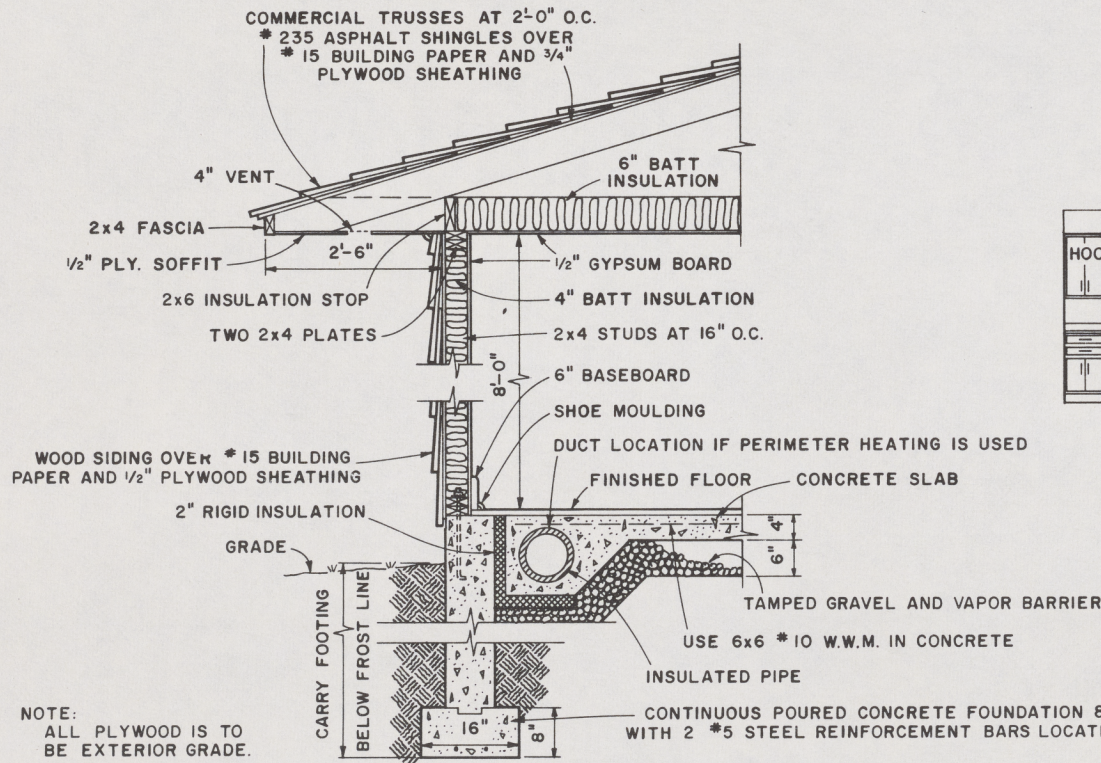 COMMERCIAL TRUSSES AT 2'-0" O.C.
# 235 ASPHALT SHINGLES OVER
# 15 BUILDING PAPER AND 3/4"
PLYWOOD SHEATHING
4" VENT
6" BATT
INSULATION
2x4 FASCIA
1/2" PLY. SOFFIT
2'-6"
1/2" GYPSUM BOARD
2x6 INSULATION STOP
4" BATT INSULATION
TWO 2x4 PLATES
2x4 STUDS AT 16" O.C.
8'-0"
6" BASEBOARD
SHOE MOULDING
DUCT LOCATION IF PERIMETER HEATING IS USED
WOOD SIDING OVER # 15 BUILDING
PAPER AND 1/2" PLYWOOD SHEATHING
FINISHED FLOOR
CONCRETE SLAB
2" RIGID INSULATION
4"
GRADE
6"
TAMPED GRAVEL AND VAPOR BARRIER
USE 6x6 #10 W.W.M. IN CONCRETE
INSULATED PIPE
CARRY FOOTING
BELOW FROST LINE
CONTINUOUS POURED CONCRETE FOUNDATION 8
WITH 2 #5 STEEL REINFORCEMENT BARS
16"
8"
NOTE:
ALL PLYWOOD IS TO
BE EXTERIOR GRADE.